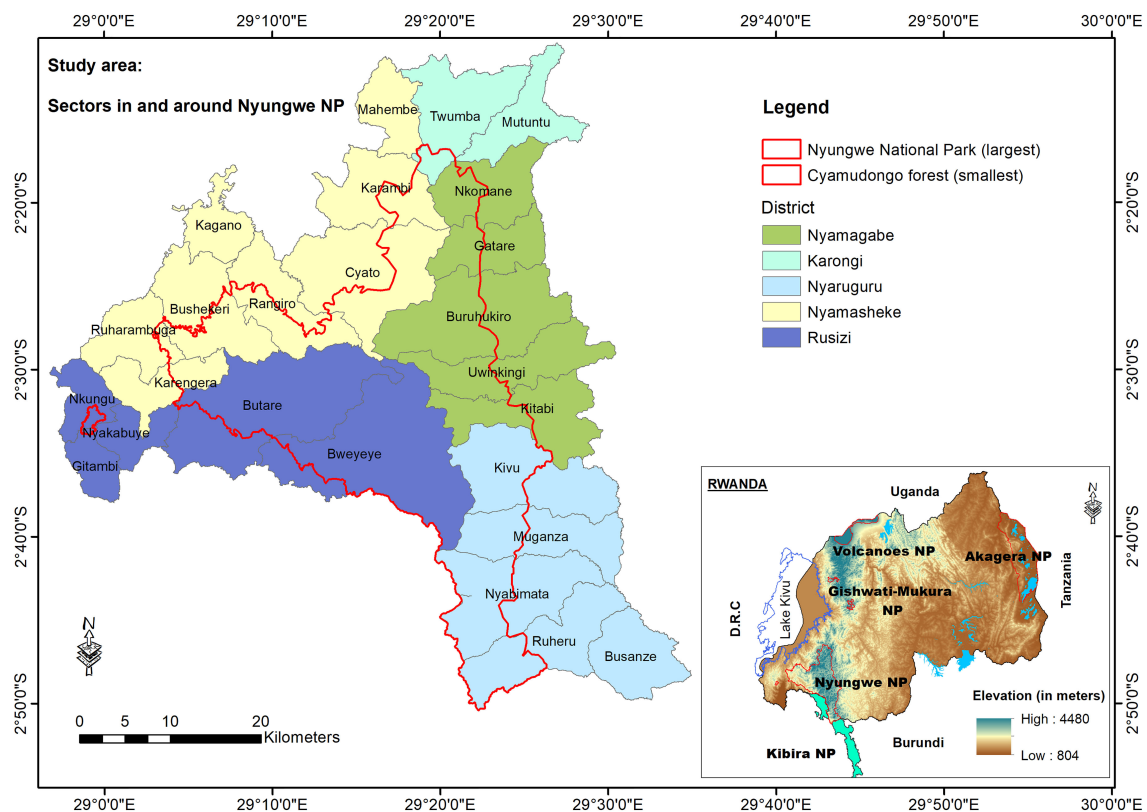 29°0'0"E
29°10'0"E
29°20'0"E
29°30'0"E
29°40'0"E
29°50'0"E
30°0'0"E
Study area:
Sectors in and around Nyungwe NP
Mahembe
Twumba
Mutuntu
Karambi
Nkomane
Kagano
Gatare
Cyato
Bushekeri
Rangiro
Buruhukiro
Ruharambuga
Uwinkingi
Karengera
Nkungu
Butare
Kitabi
Nyakabuye
Bweyeye
Gitambi
Kivu
Muganza
Nyabimata
Ruheru
Busanze
Legend
Nyungwe National Park (largest)
Cyamudongo forest (smallest)
District
Nyamagabe
Karongi
Nyaruguru
Nyamasheke
Rusizi
2°20'0"S
2°30'0"S
2°40'0"S
2°50'0"S
2°20'0"S
2°30'0"S
2°40'0"S
2°50'0"S
N
0 5 10 20
Kilometers
RWANDA
Uganda
N
Volcanoes NP
Akagera NP
Gishwati-Mukura
NP
Tanzania
D.R.C
Lake Kivu
Nyungwe NP
Elevation (in meters)
High : 4480
Low : 804
Burundi
Kibira NP
29°0'0"E
29°10'0"E
29°20'0"E
29°30'0"E
29°40'0"E
29°50'0"E
30°0'0"E